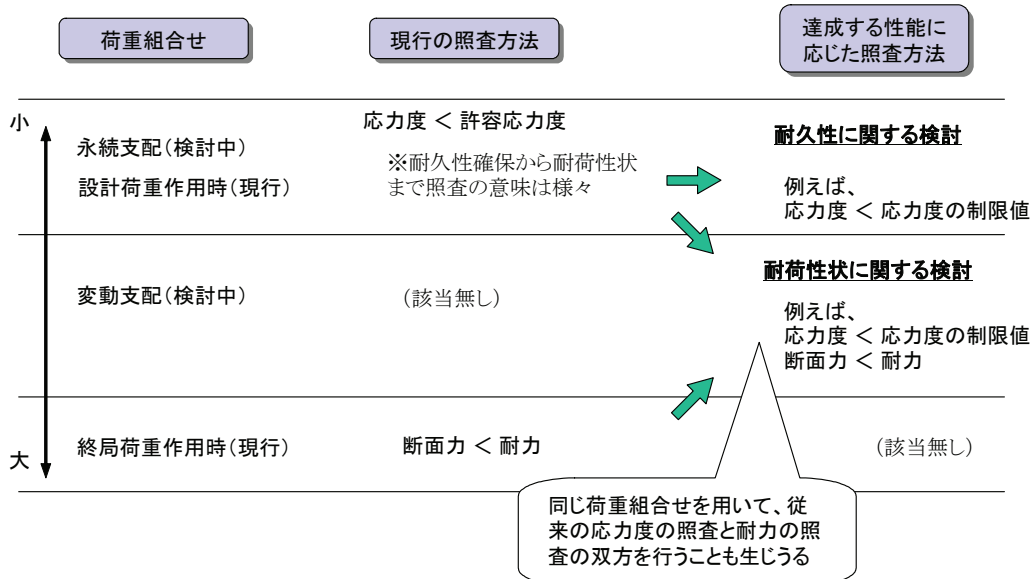 荷重組合せ
現行の照査方法
達成する性能に
応じた照査方法
小
永続支配(検討中)
設計荷重作用時(現行)
応力度 < 許容応力度
※耐久性確保から耐荷性状
まで照査の意味は様々
耐久性に関する検討
例えば、
応力度 < 応力度の制限値
変動支配(検討中)
(該当無し)
耐荷性状に関する検討
例えば、
応力度 < 応力度の制限値
断面力 < 耐力
大
終局荷重作用時(現行)
断面力 < 耐力
(該当無し)
同じ荷重組合せを用いて、従
来の応力度の照査と耐力の照
査の双方を行うことも生じうる